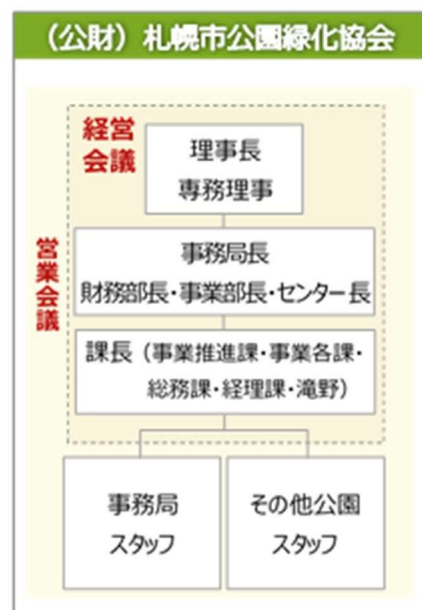 （公財）札幌市公園緑化協会
経営
会議
理事長
専務理事
営業会議
事務局長
財務部長・事業部長・センター長
課長（事業推進課・事業各課・
総務課・経理課・滝野）
事務局
スタッフ
その他公園
スタッフ